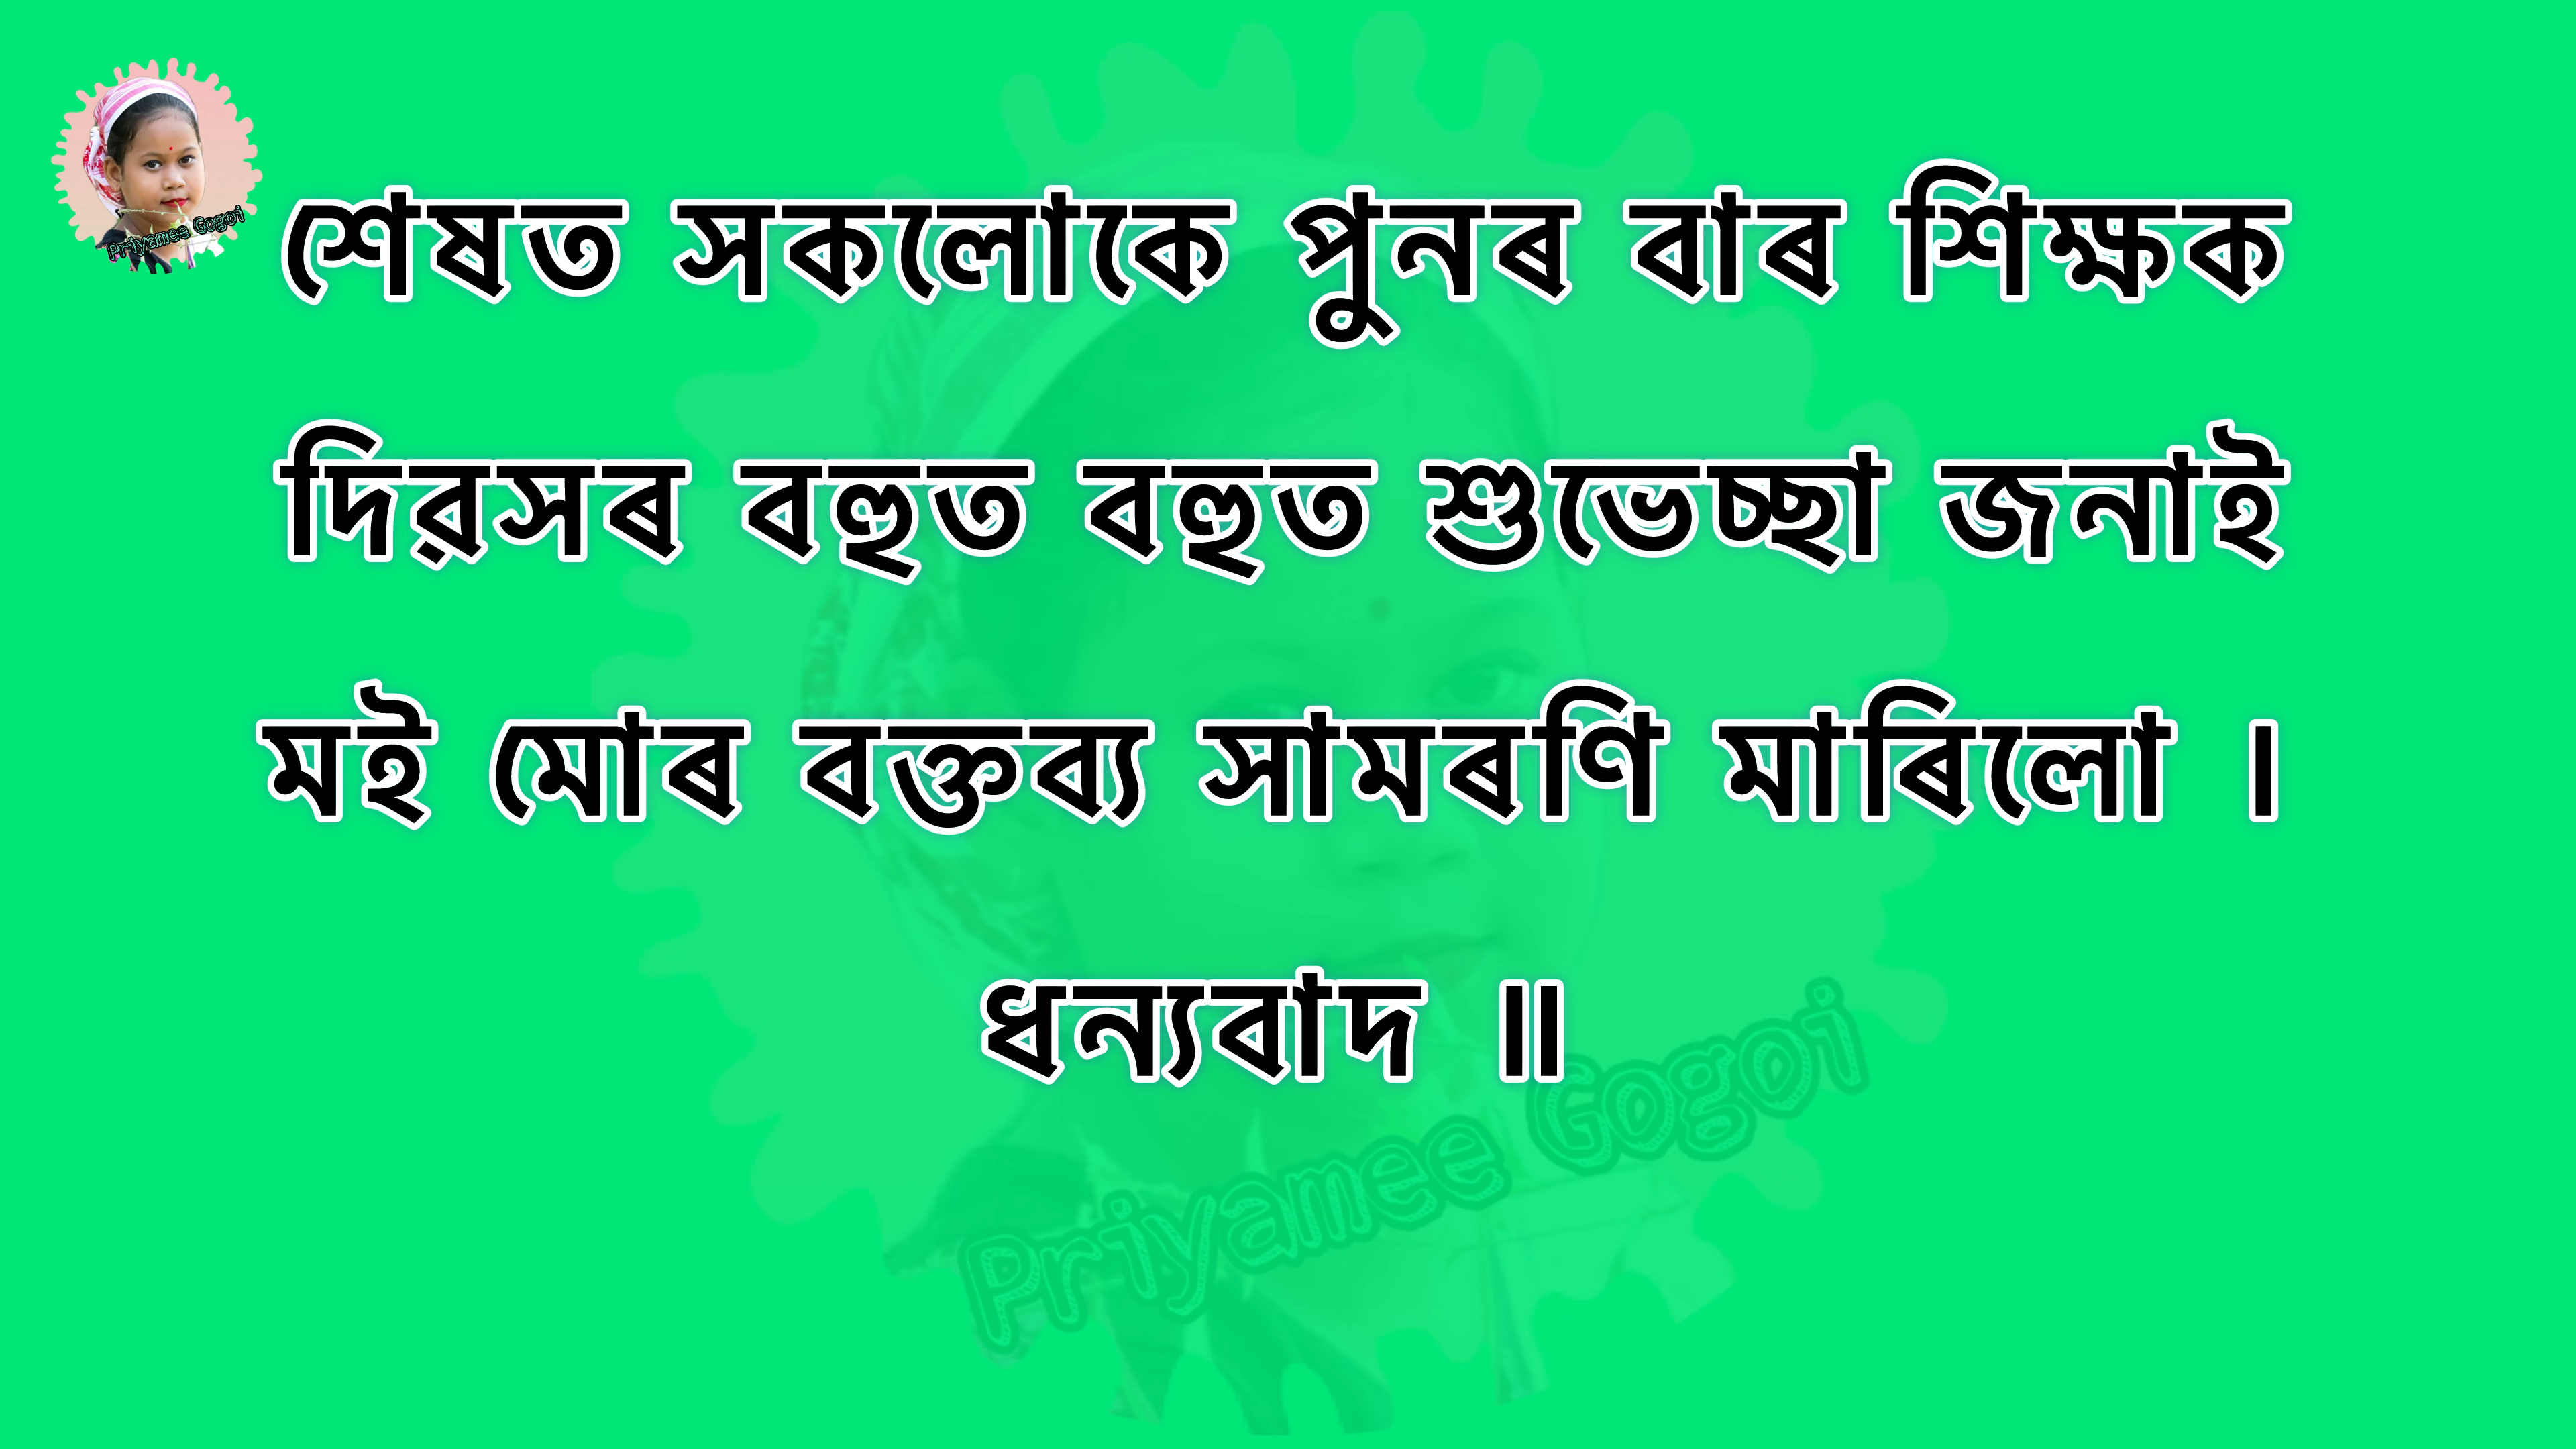 Priyamee Gogoi
শেষত সকলোকে পুনৰ বাৰ শিক্ষক
দিৱসৰ বহুত বহুত শুভেচ্ছা জনাই
মই মোৰ বক্তব্য সামৰণি মাৰিলো ।
ধন্যবাদ ॥
Priyamee Gogoi